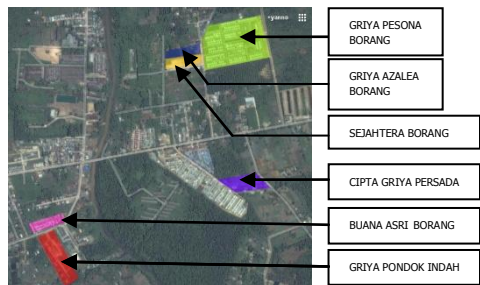 GRIYA PESONA
BORANG
GRIYA AZALEA
BORANG
SEJAHTERA BORANG
CIPTA GRIYA PERSADA
BUANA ASRI BORANG
GRIYA PONDOK INDAH